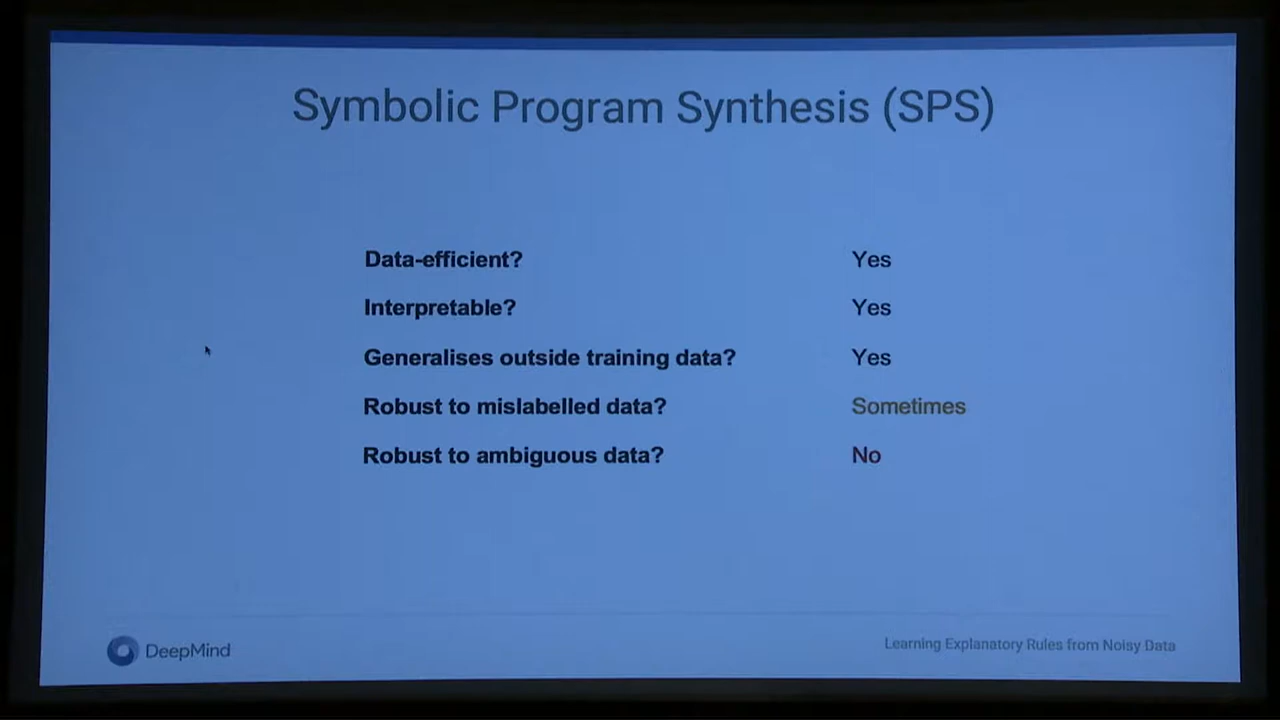 Symbolic Program Synthesis (SPS)
Data-efficient? Yes
Interpretable? Yes
Generalises outside training data? Yes
Robust to mislabelled data? Sometimes
Robust to ambiguous data? No
DeepMind
Learning Explanatory Rules from Noisy Data